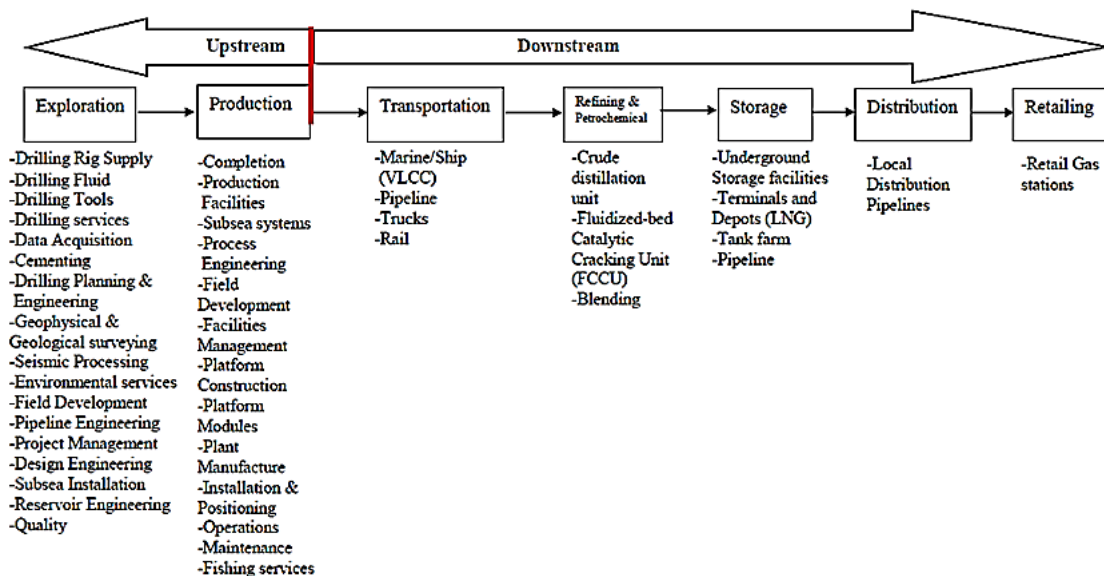 Upstream
Downstream
Exploration
Production
Transportation
Refining &
Petrochemical
Storage
Distribution
Retailing
-Drilling Rig Supply
-Drilling Fluid
-Drilling Tools
-Drilling services
-Data Acquisition
-Cementing
-Drilling Planning &
Engineering
-Geophysical &
Geological surveying
-Seismic Processing
-Environmental services
-Field Development
-Pipeline Engineering
-Project Management
-Design Engineering
-Subsea Installation
-Reservoir Engineering
-Quality
-Completion
-Production
Facilities
-Subsea systems
-Process
Engineering
-Field
Development
-Facilities
Management
-Platform
Construction
-Platform
Modules
-Plant
Manufacture
-Installation &
Positioning
-Operations
-Maintenance
-Fishing services
-Marine/Ship
(VLCC)
-Pipeline
-Trucks
-Rail
-Crude
distillation
unit
-Fluidized-bed
Catalytic
Cracking Unit
(FCCU)
-Blending
-Underground
Storage facilities
-Terminals and
Depots (LNG)
-Tank farm
-Pipeline
-Local
Distribution
Pipelines
-Retail Gas
stations